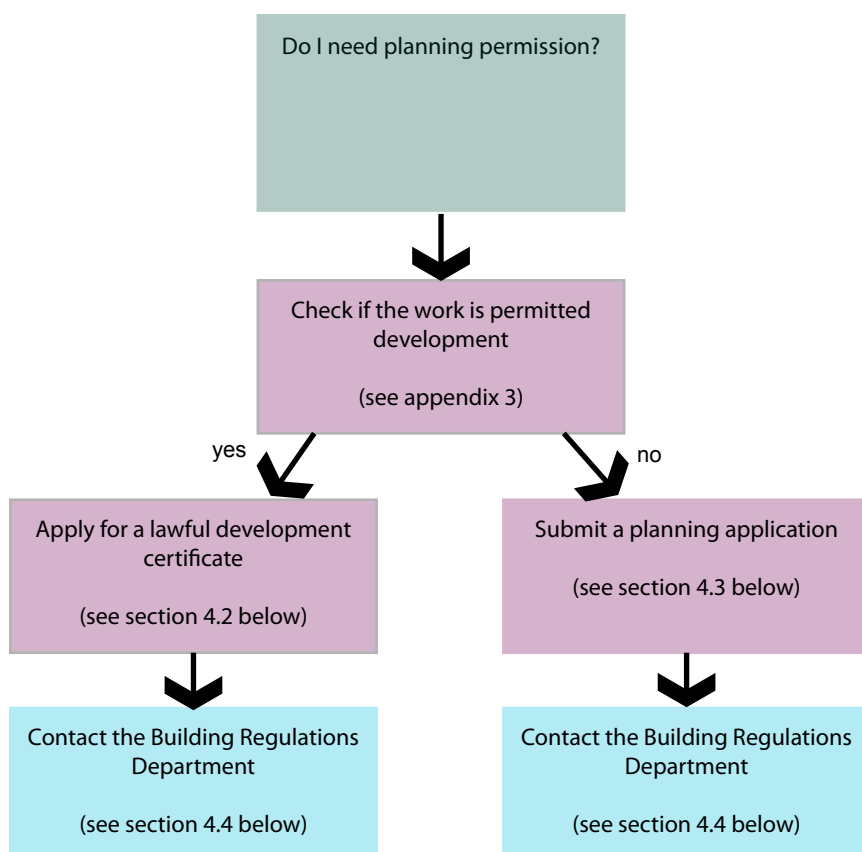 Do I need planning permission?
Check if the work is permitted
development
(see appendix 3)
yes
no
Apply for a lawful development
certificate
(see section 4.2 below)
Submit a planning application
(see section 4.3 below)
Contact the Building Regulations
Department
(see section 4.4 below)
Contact the Building Regulations
Department
(see section 4.4 below)